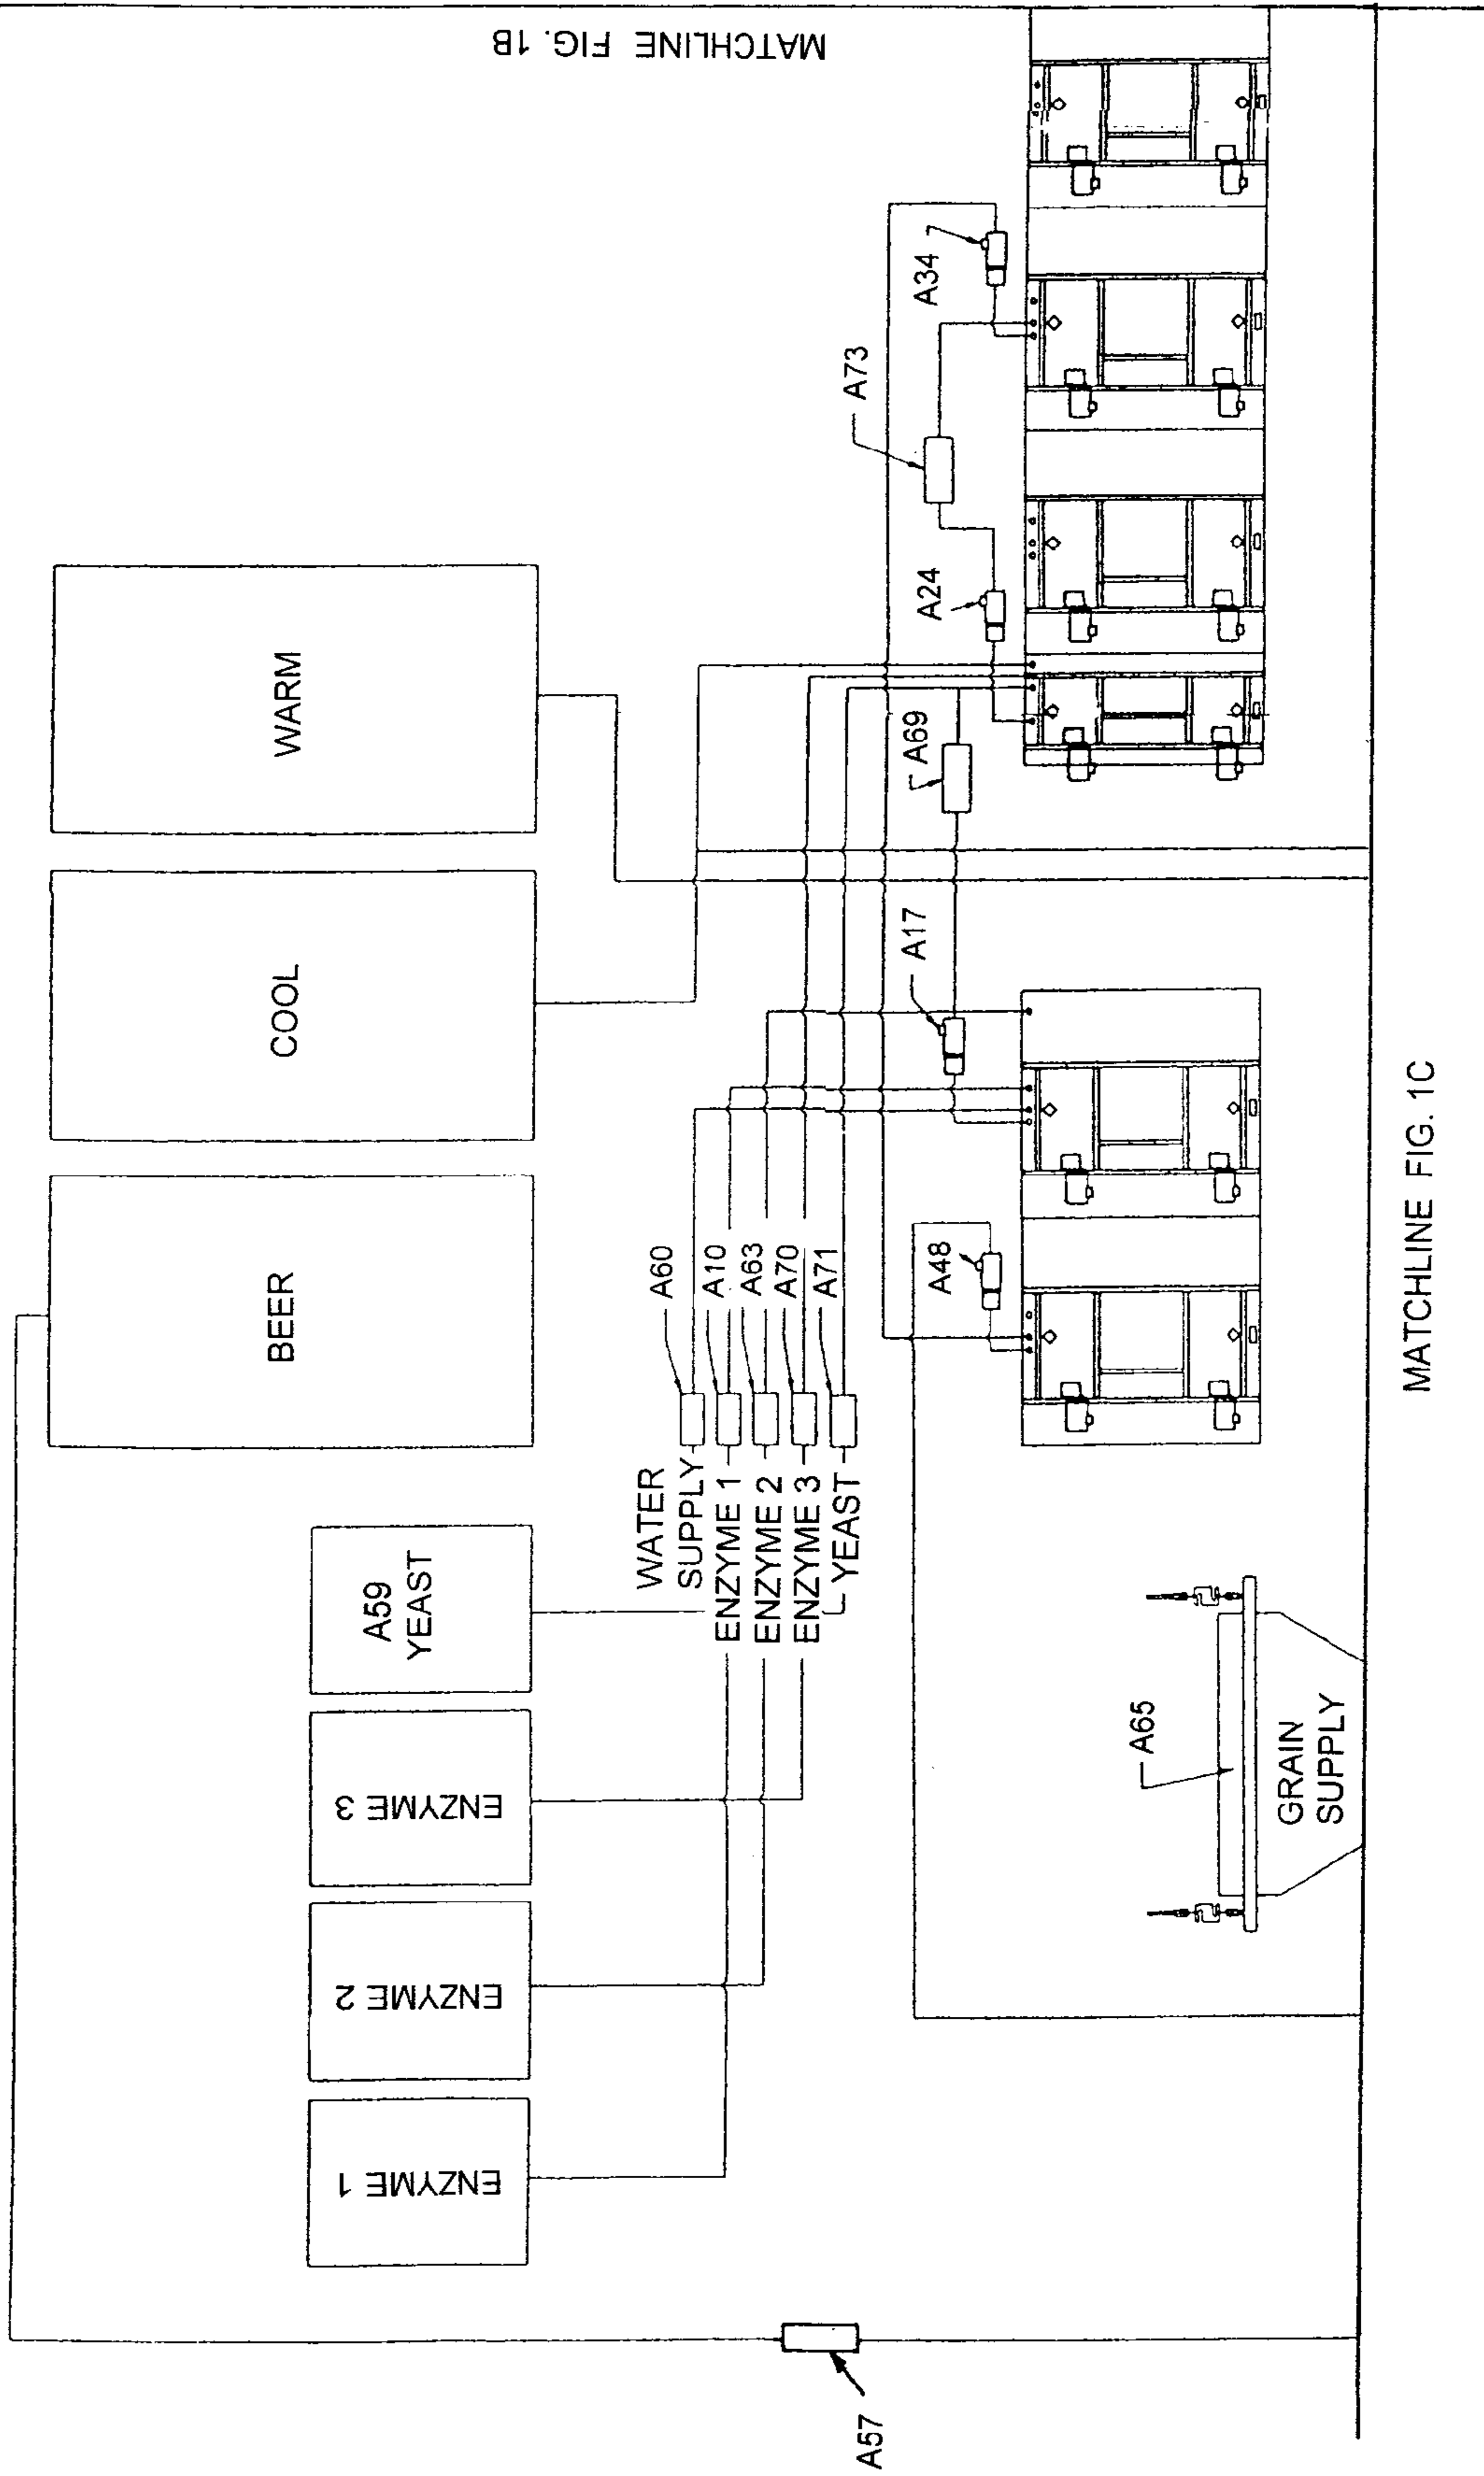 MATCHLINE FIG. 1B
WARM
COOL
BEER
A59
YEAST
ENZYME 3
ENZYME 2
ENZYME 1
A34
A73
A24
A69
A17
A60
A10
A63
A70
A71
A48
WATER
SUPPLY
ENZYME 1
ENZYME 2
ENZYME 3
YEAST
A65
GRAIN
SUPPLY
A57
MATCHLINE FIG. 1C